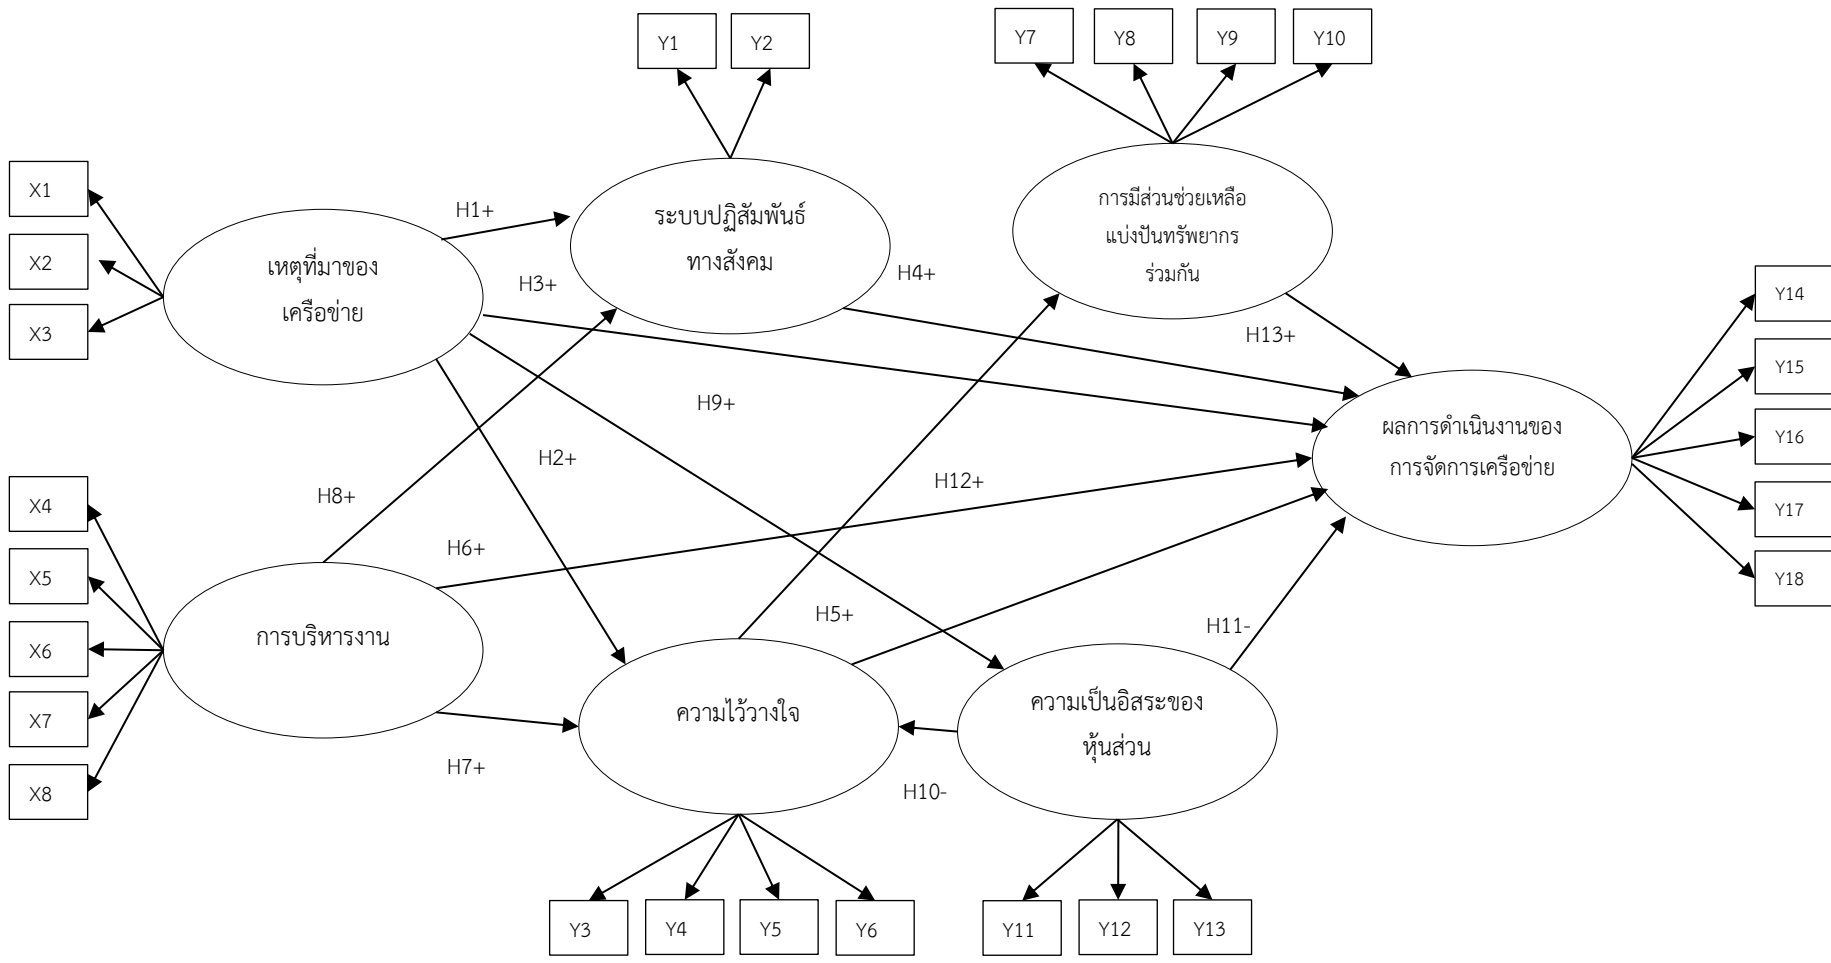 Y1
Y2
Y7
Y8
Y9
Y10
X1
X2
X3
เหตุที่มาของ
เครือข่าย
H1+
ระบบปฏิสัมพันธ์
ทางสังคม
การมีส่วนช่วยเหลือ
แบ่งปันทรัพยากร
ร่วมกัน
H3+
H4+
H13+
Y14
Y15
Y16
Y17
Y18
ผลการดำเนินงานของ
การจัดการเครือข่าย
H9+
H2+
H12+
H8+
H6+
X4
X5
X6
X7
X8
การบริหารงาน
H5+
H11-
H7+
ความไว้วางใจ
H10-
ความเป็นอิสระของ
หุ้นส่วน
Y3
Y4
Y5
Y6
Y11
Y12
Y13